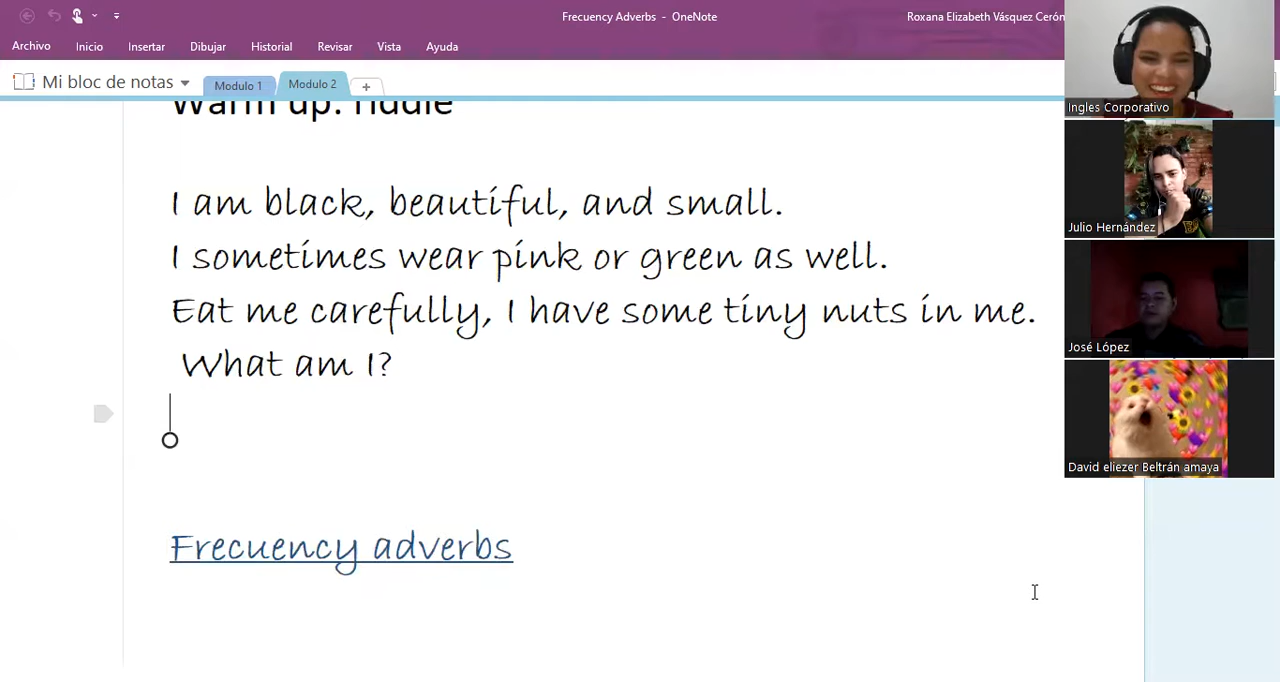 Frecuency Adverbs - OneNote
Roxana Elizabeth Vásquez Cerón
Archivo Inicio Insertar Dibujar Historial Revisar Vista Ayuda
Mi bloc de notas Modulo 1 Modulo 2 +
Warm up: riddle
I am black, beautiful, and small.
I sometimes wear pink or green as well.
Eat me carefully, I have some tiny nuts in me.
What am I?
Frecuency adverbs
Ingles Corporativo
Julio Hernández
José López
David eliezer Beltrán amaya